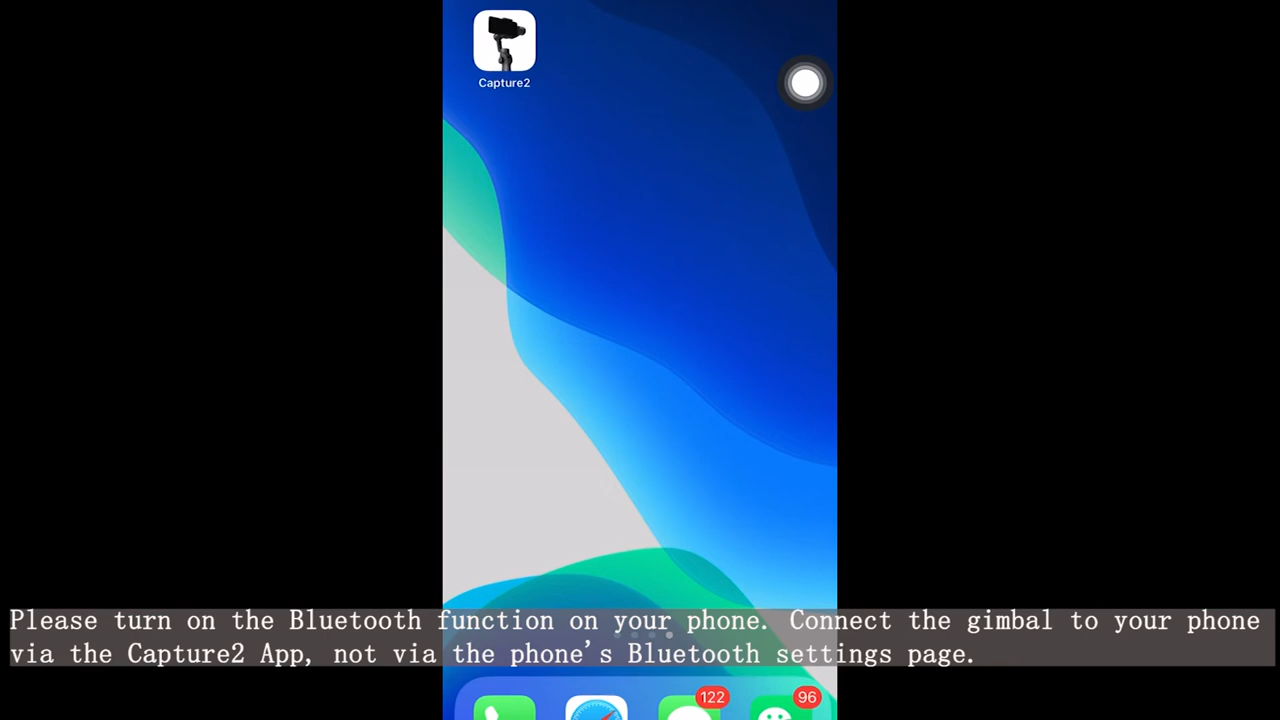 Capture2
Please turn on the Bluetooth function on your phone. Connect the gimbal to your phone
via the Capture2 App, not via the phone's Bluetooth settings page.
122
96